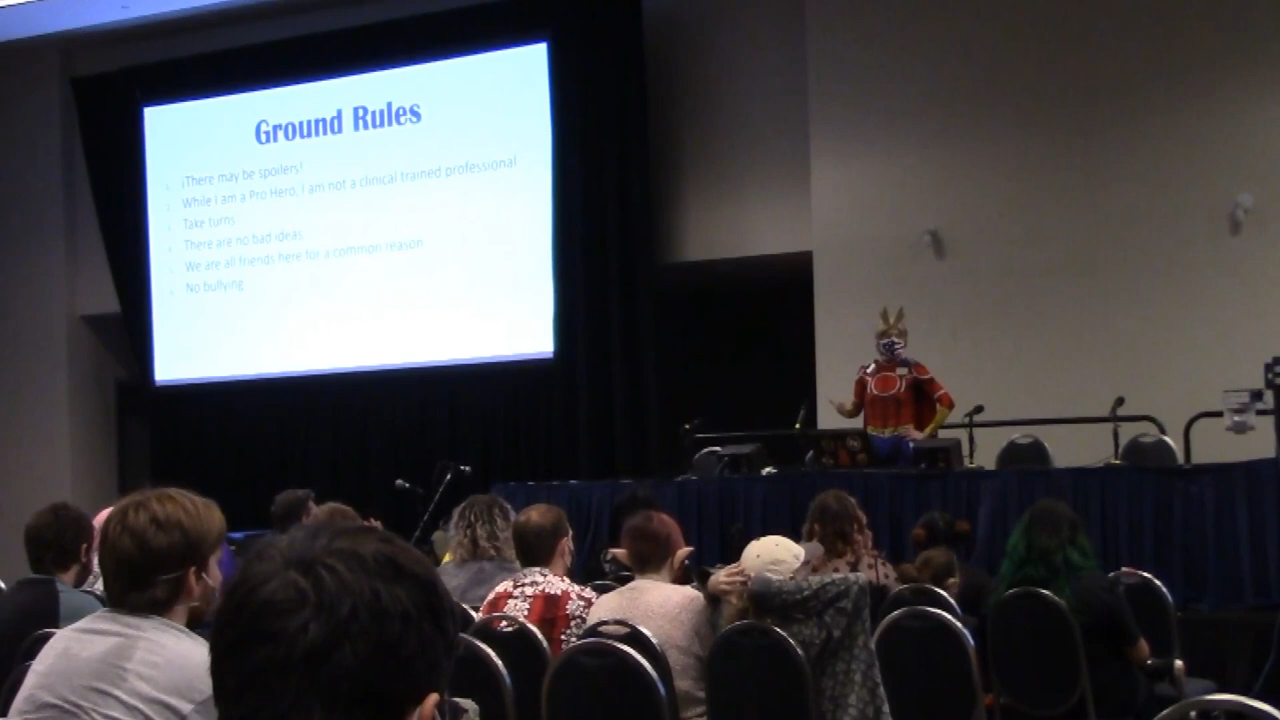 Ground Rules
¡There may be spoilers!
While I am a Pro Hero, I am not a clinical trained professional
Take turns
There are no bad ideas
We are all friends here for a common reason
No bullying